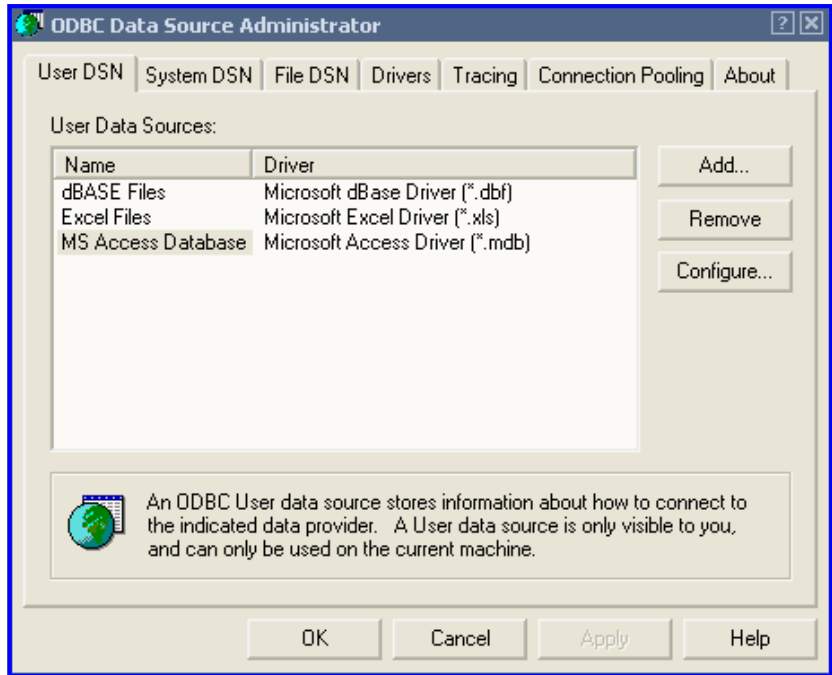 ODBC Data Source Administrator
User DSN System DSN File DSN Drivers Tracing Connection Pooling About
User Data Sources:
Name Driver
dBASE Files Microsoft dBase Driver (*.dbf)
Excel Files Microsoft Excel Driver (*.xls)
MS Access Database Microsoft Access Driver (*.mdb)
Add...
Remove
Configure...
An ODBC User data source stores information about how to connect to
the indicated data provider. A User data source is only visible to you,
and can only be used on the current machine.
OK Cancel Apply Help